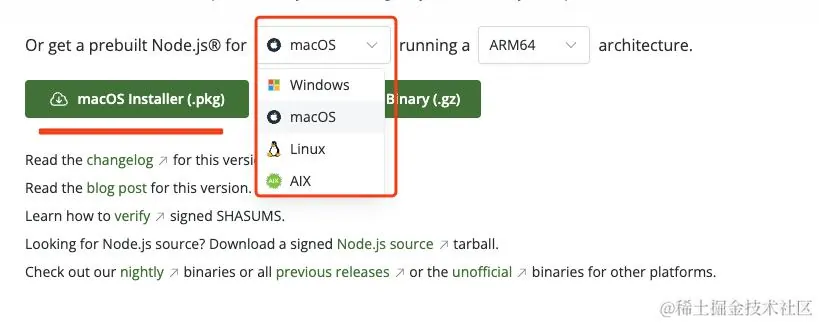 Or get a prebuilt Node.js® for macOS running a ARM64 architecture.
Windows
macOS Installer (.pkg)
Binary (.gz)
macOS
Linux
AIX
Read the changelog ↗ for this versi
Read the blog post for this version.
Learn how to verify ↗ signed SHASUMS.
Looking for Node.js source? Download a signed Node.js source ↗ tarball.
Check out our nightly ↗ binaries or all previous releases ↗ or the unofficial ↗ binaries for other platforms.
@稀土掘金技术社区